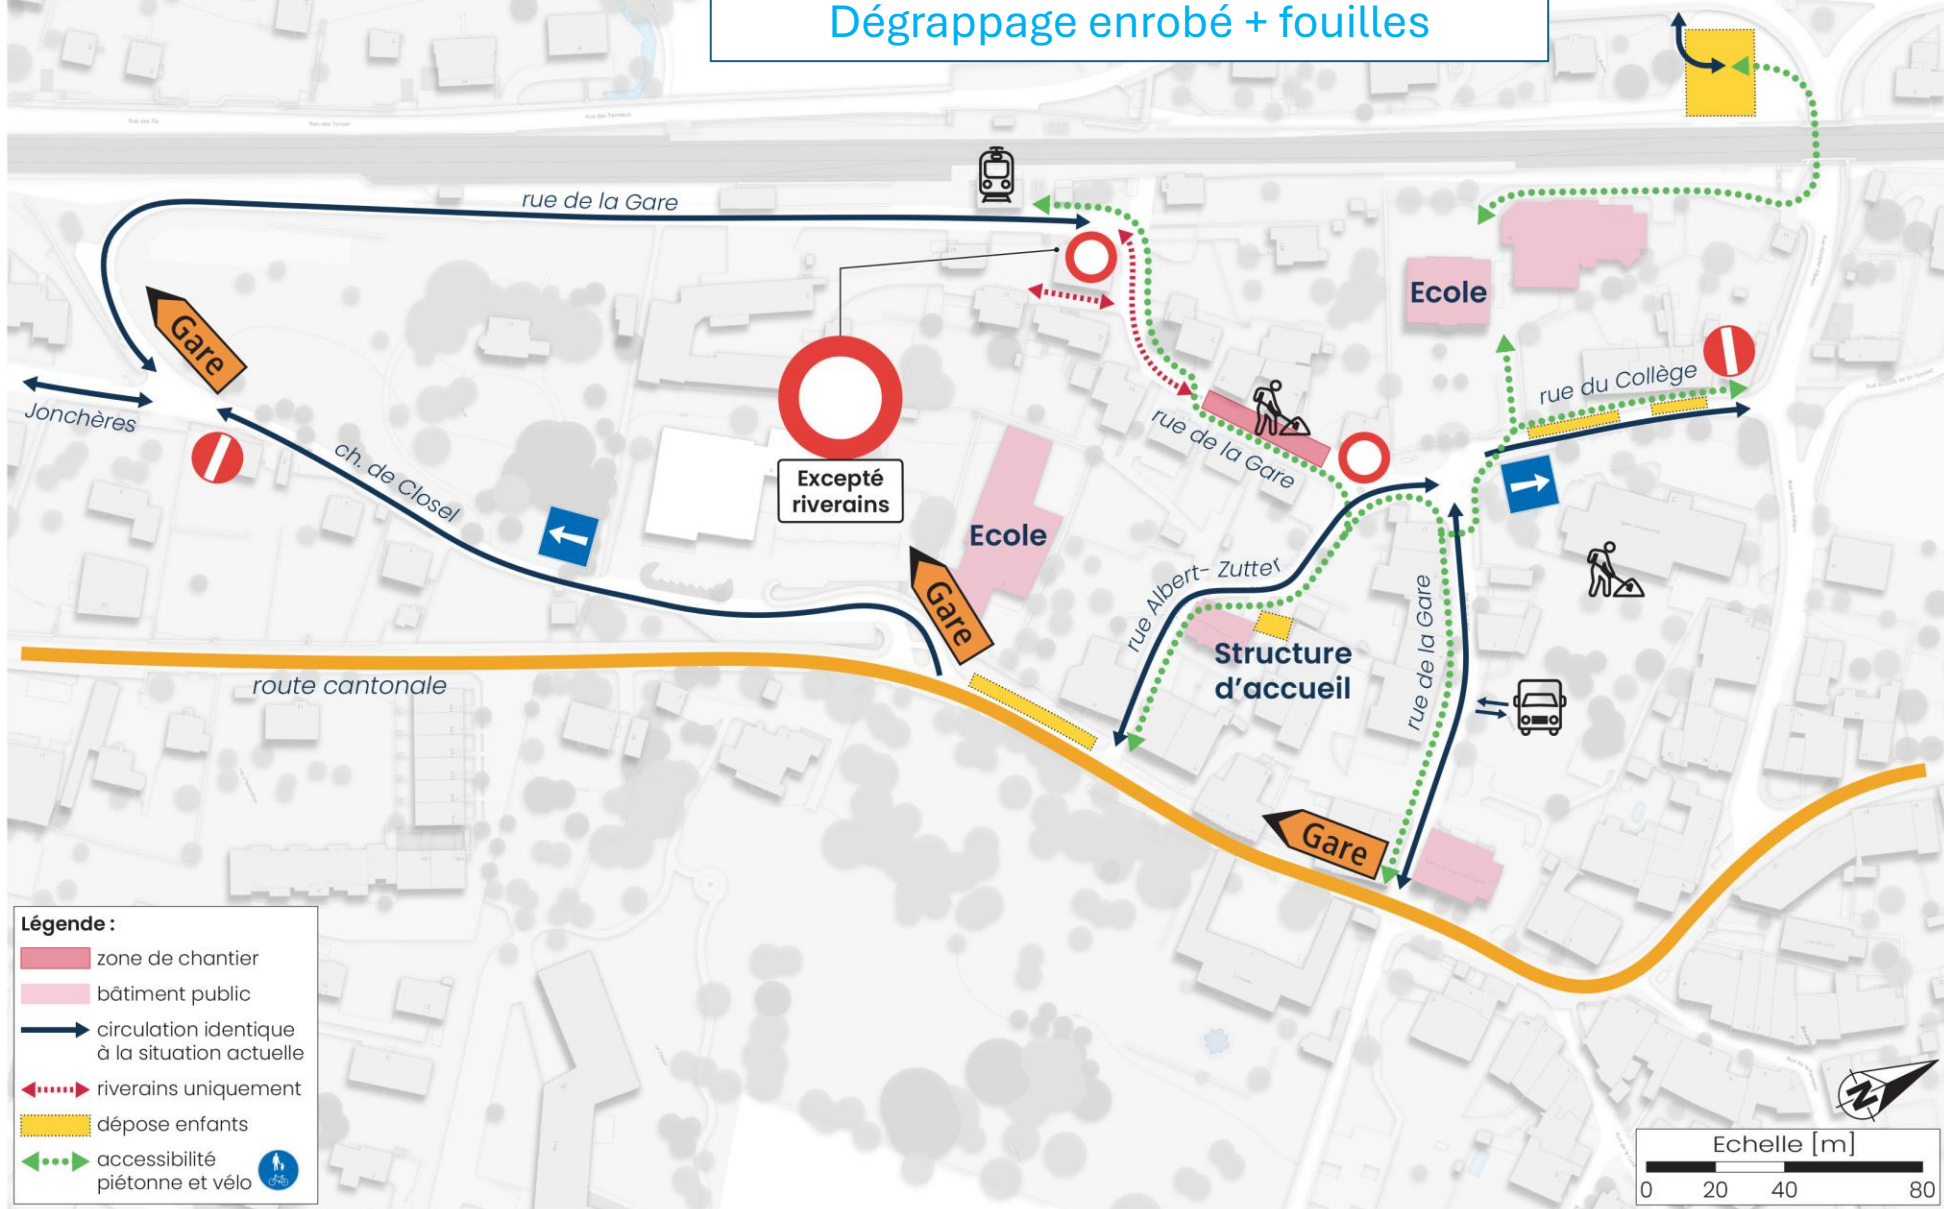 Dégrappage enrobé + fouilles
rue de la Gare
Ecole
Gare
Jonchères
ch. de Closel
Excepté
riverains
Ecole
rue de la Gare
rue du Collège
Gare
rue Albert- Zutter
Structure
d'accueil
rue de la Gare
route cantonale
Gare
Légende :
zone de chantier
bâtiment public
circulation identique
à la situation actuelle
riverains uniquement
dépose enfants
accessibilité
piétonne et vélo
N
Echelle [m]
0 20 40 80